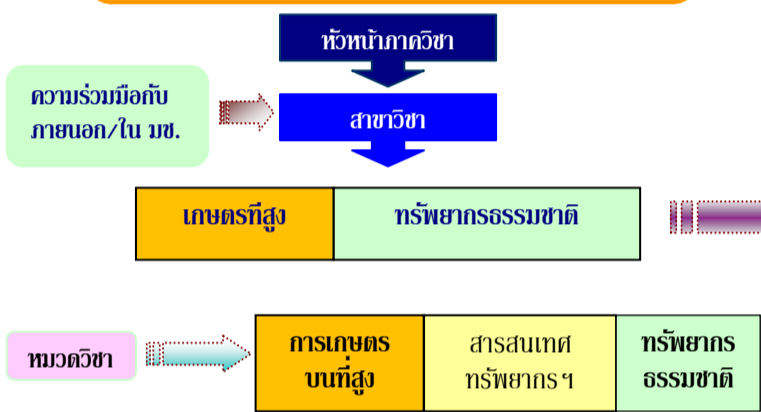 หัวหน้าภาควิชา
ความร่วมมือกับ
ภายนอก/ใน มช.
สาขาวิชา
เกษตรที่สูง
ทรัพยากรธรรมชาติ
หมวดวิชา
การเกษตร
บนที่สูง
สารสนเทศ
ทรัพยากรฯ
ทรัพยากร
ธรรมชาติ